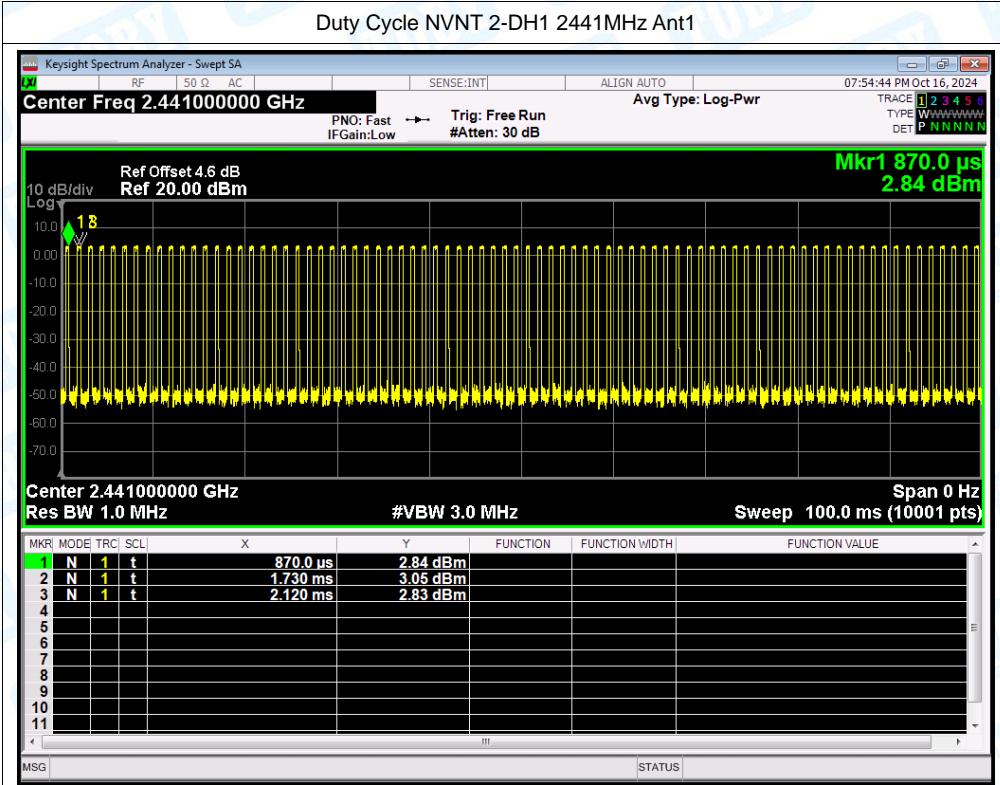 Duty Cycle NVNT 2-DH1 2441MHz Ant1
Keysight Spectrum Analyzer - Swept SA
LXI RF 50 Ω AC SENSE:INT ALIGN AUTO 07:54:44 PM Oct 16, 2024
Center Freq 2.441000000 GHz Avg Type: Log-Pwr TRACE 1 2 3 4 5 6
PNO: Fast Trig: Free Run TYPE WWWWWWW
IFGain:Low #Atten: 30 dB DET P N N N N N
Ref Offset 4.6 dB Mkr1 870.0 µs
10 dB/div Ref 20.00 dBm 2.84 dBm
Log
10.0
0.00
-10.0
-20.0
-30.0
-40.0
-50.0
-60.0
-70.0
Center 2.441000000 GHz Span 0 Hz
Res BW 1.0 MHz #VBW 3.0 MHz Sweep 100.0 ms (10001 pts)
MKR MODE TRC SCL X Y FUNCTION FUNCTION WIDTH FUNCTION VALUE
1 N 1 t 870.0 µs 2.84 dBm
2 N 1 t 1.730 ms 3.05 dBm
3 N 1 t 2.120 ms 2.83 dBm
4
5
6
7
8
9
10
11
MSG STATUS